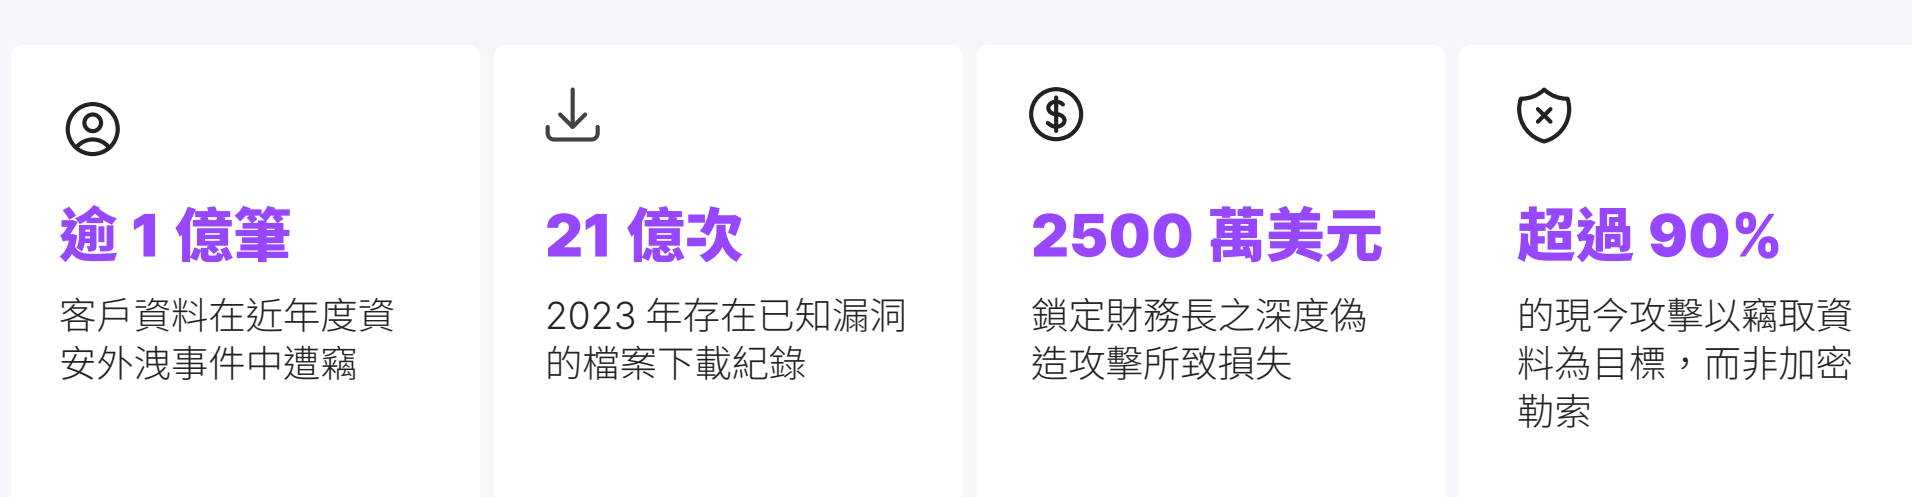 逾 1 億筆
客戶資料在近年度資
安外洩事件中遭竊
21 億次
2023 年存在已知漏洞
的檔案下載紀錄
2500 萬美元
鎖定財務長之深度偽
造攻擊所致損失
超過 90%
的現今攻擊以竊取資
料為目標，而非加密
勒索